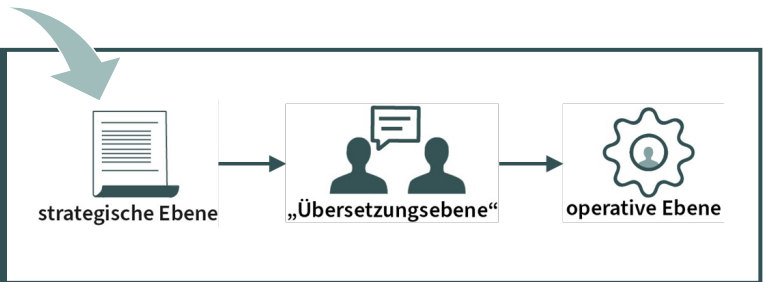 strategische Ebene
„Übersetzungsebene“
operative Ebene